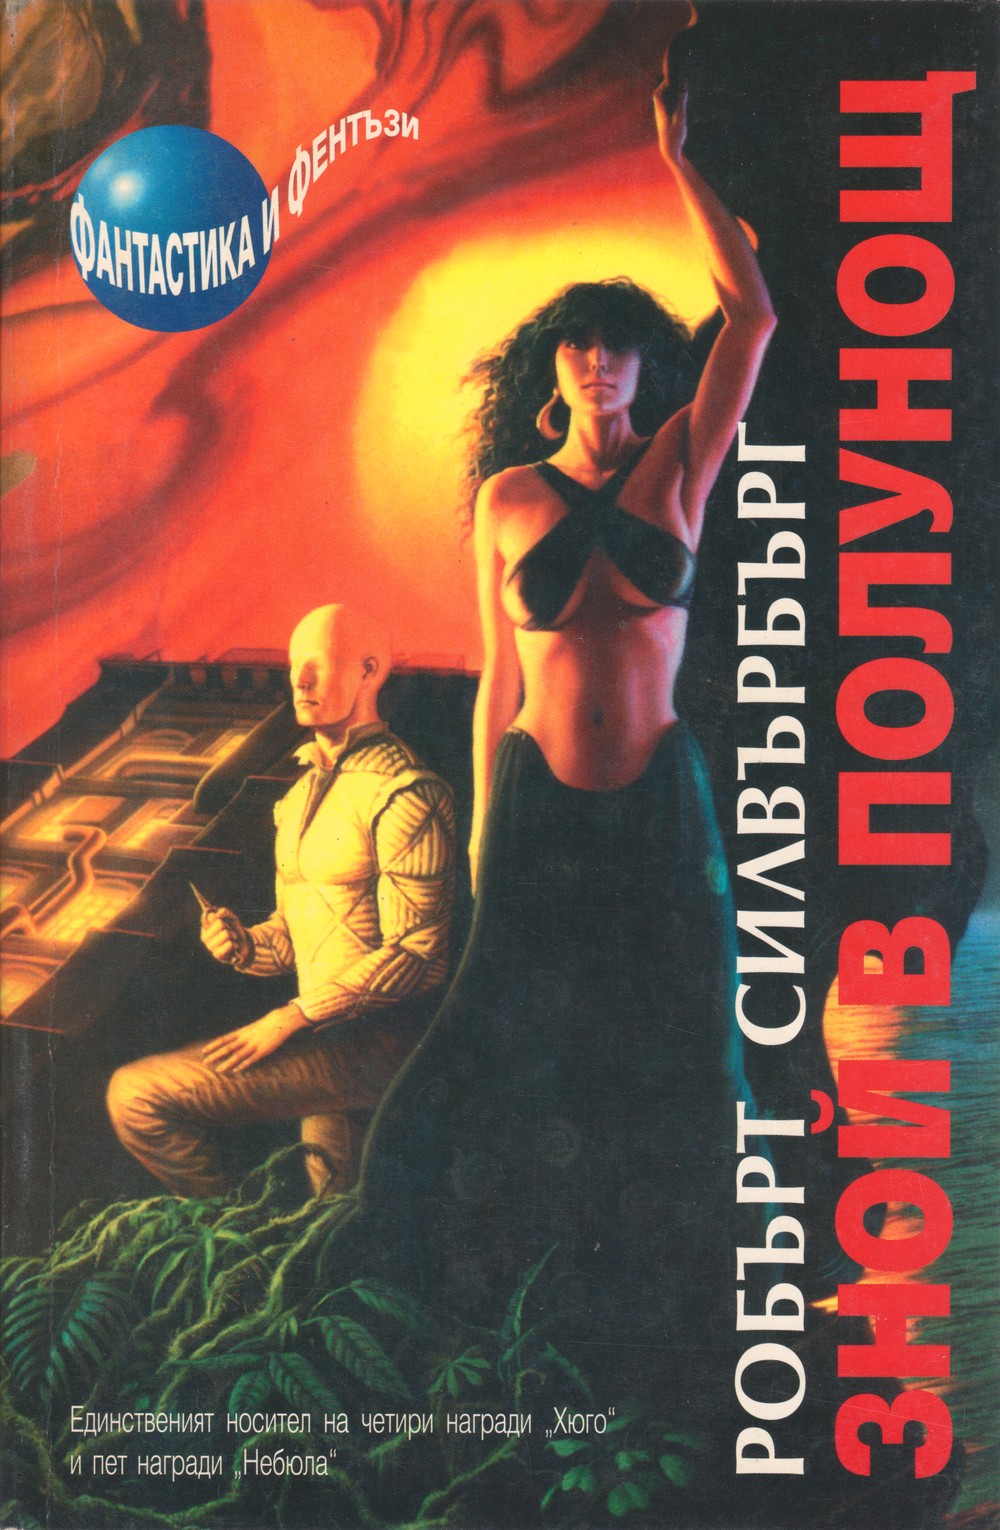 ФАНТАСТИКА И ФЕНТЪЗИ
РОБЪРТ СИЛВЪРБЪРГ
ЗНОЙ В ПОЛУНОЩ
Единственият носител на четири награди „Хюго“
и пет награди „Небюла“